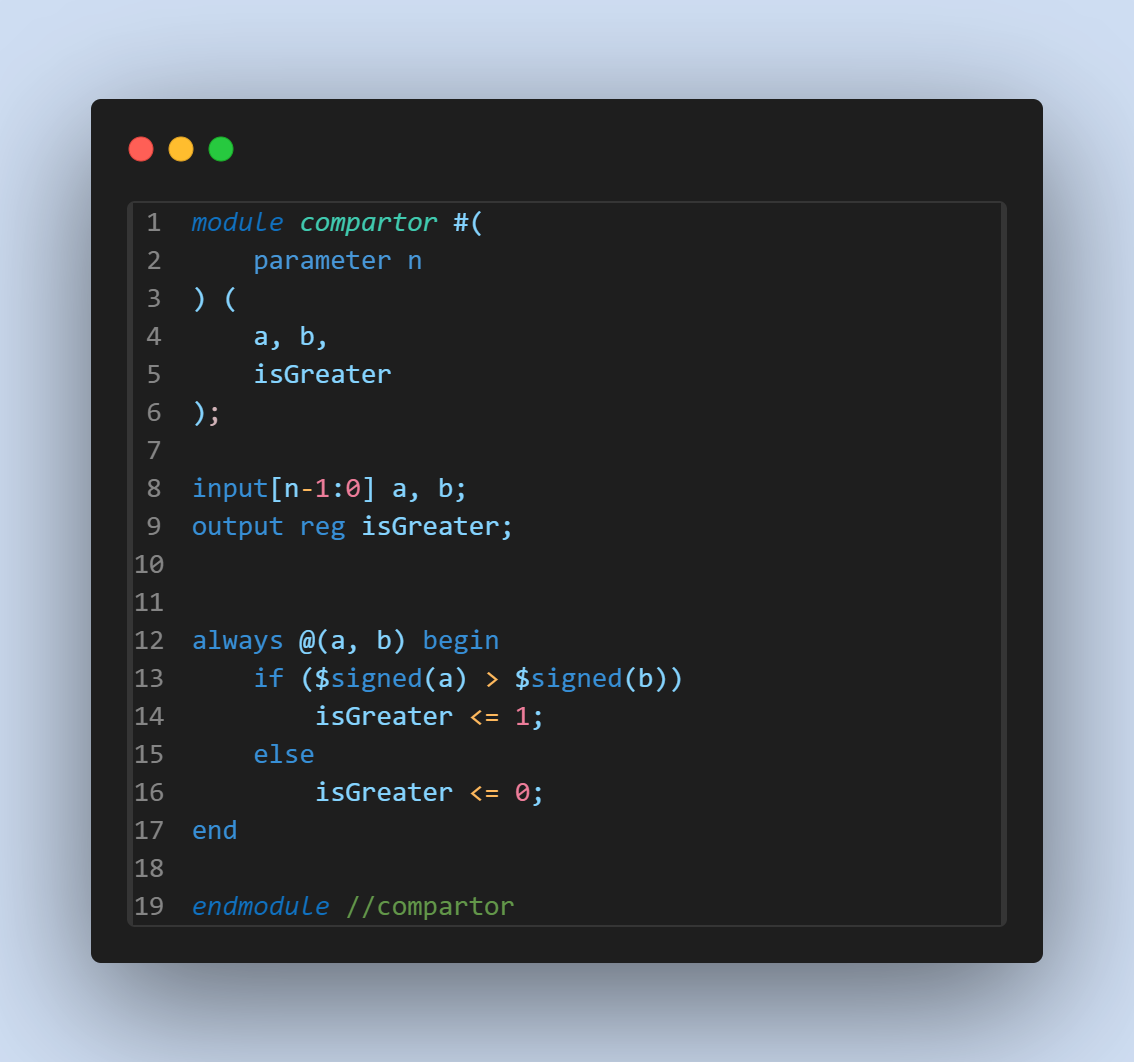 1 module compartor #(
2     parameter n
3 ) (
4     a, b,
5     isGreater
6 );
7
8 input[n-1:0] a, b;
9 output reg isGreater;
10
11
12 always @(a, b) begin
13     if ($signed(a) > $signed(b))
14         isGreater <= 1;
15     else
16         isGreater <= 0;
17 end
18
19 endmodule //compartor